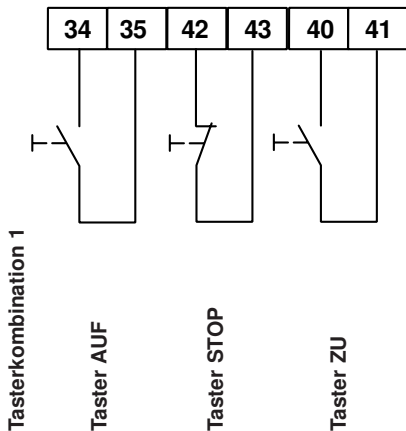 34 35 42 43 40 41
Tasterkombination 1
Taster AUF
Taster STOP
Taster ZU